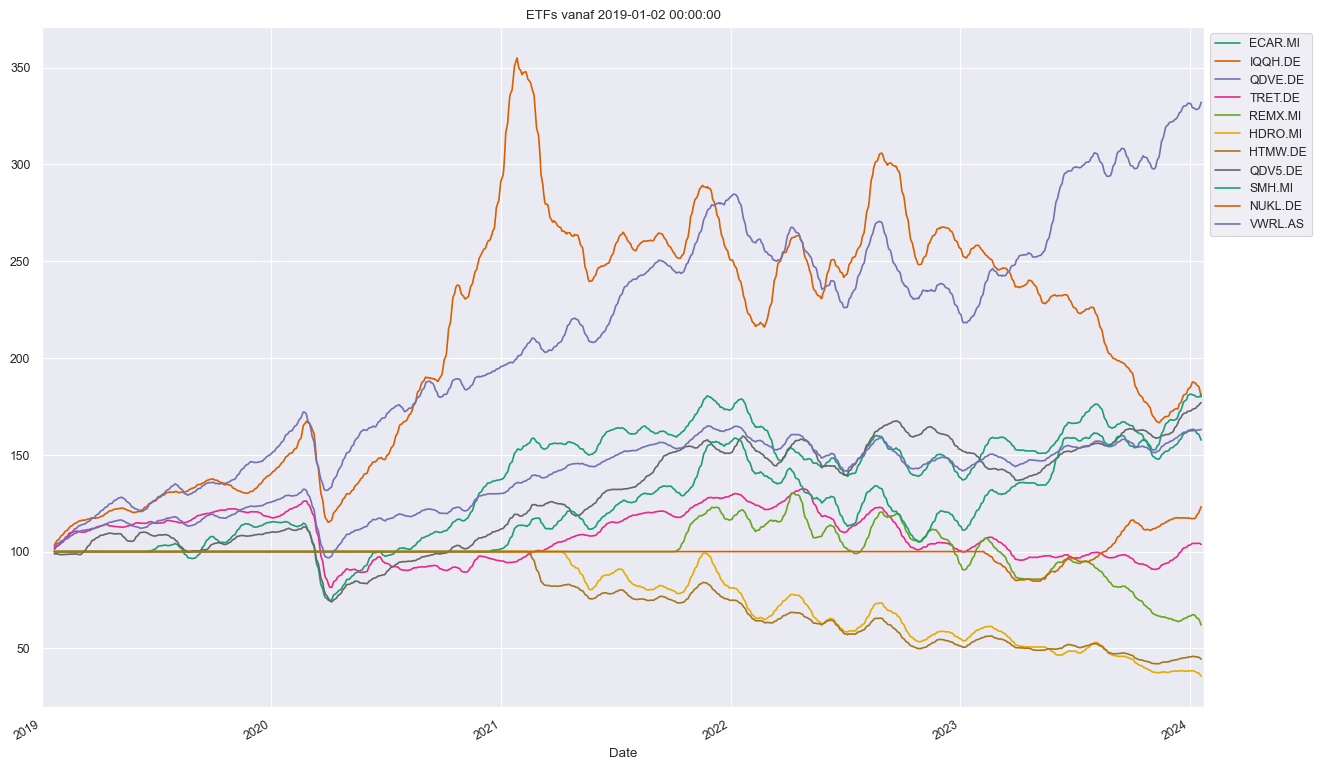 ETFs vanaf 2019-01-02 00:00:00
350
300
250
200
150
100
50
2019
2020
2021
2022
2023
2024
Date
ECAR.MI
IQQH.DE
QDVE.DE
TRET.DE
REMX.MI
HDRO.MI
HTMW.DE
QDV5.DE
SMH.MI
NUKL.DE
VWRL.AS